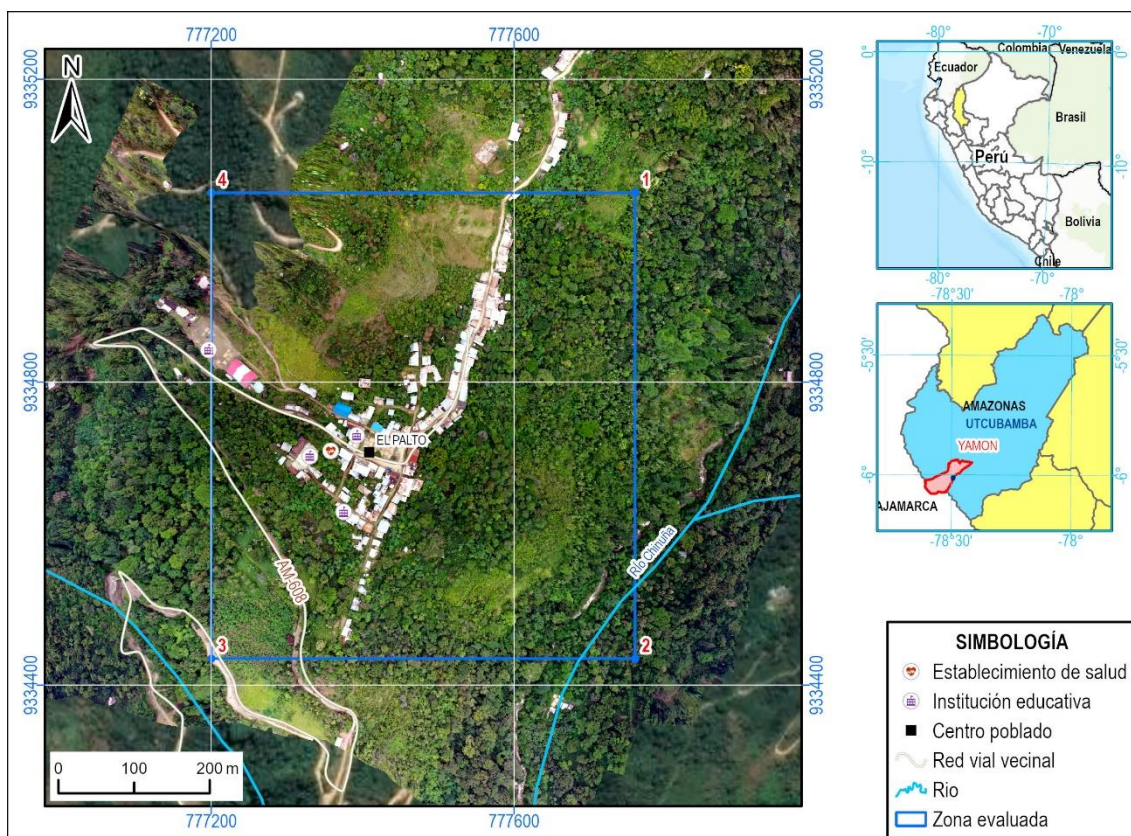 777200
777600
9335200
9335200
N
4
1
9334800
9334800
EL PALTO
AM-608
Río Chinuña
3
2
9334400
9334400
0 100 200 m
777200
777600
-80°
-70°
Colombia
Venezuela
0°
0°
Ecuador
Brasil
Perú
-10°
-10°
Bolivia
Chile
-80°
-70°
-78°30'
-78°
-5°30'
-5°30'
AMAZONAS
UTCUBAMBA
YAMON
-6°
-6°
AJAMARCA
-78°30'
-78°
SIMBOLOGÍA
Establecimiento de salud
Institución educativa
Centro poblado
Red vial vecinal
Rio
Zona evaluada